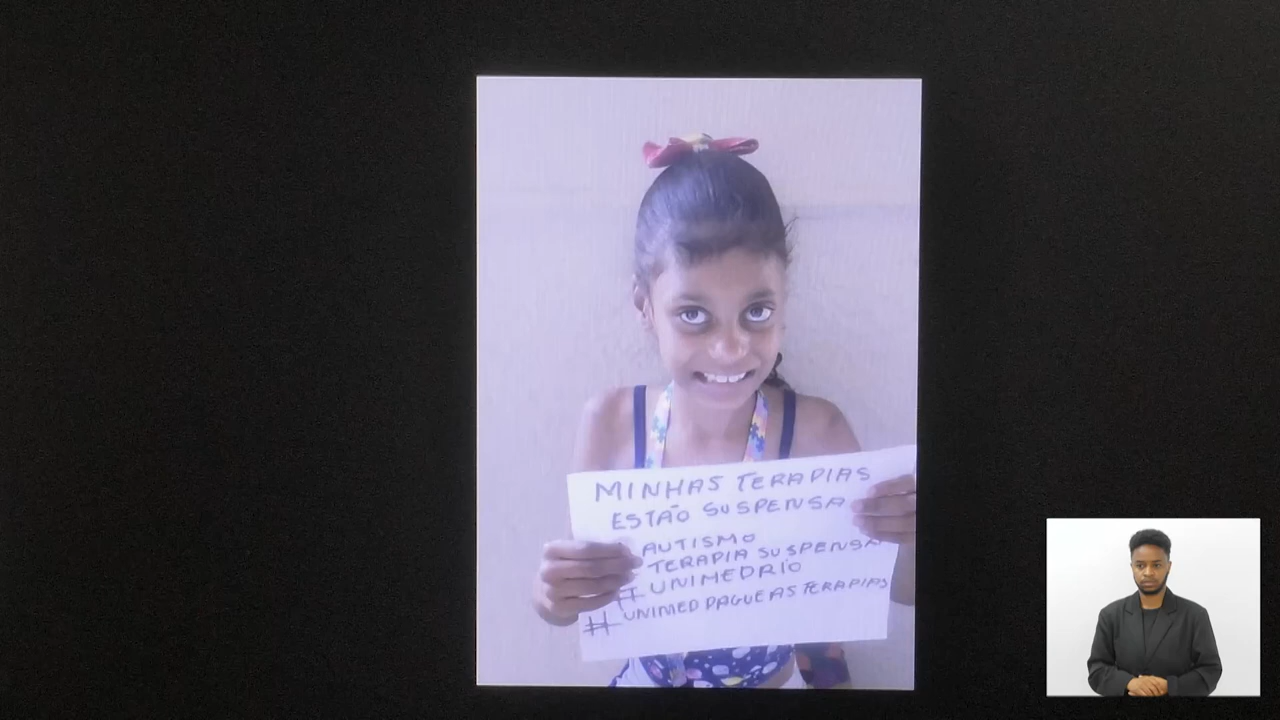 MINHAS TERAPIAS
ESTÃO SUSPENSA
AUTISMO
TERAPIA SUSPENSA
#UNIMEDRIO
#UNIMED PAGUE AS TERAPIAS